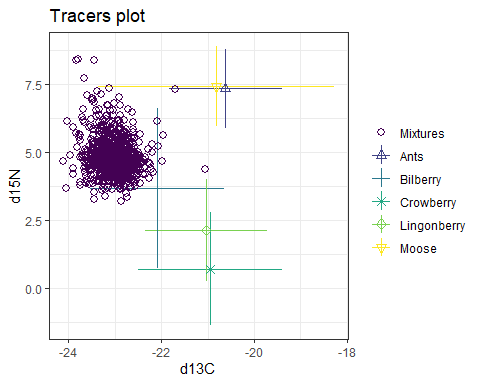 Tracers plot
7.5
5.0
2.5
0.0
d15N
-24
-22
-20
-18
d13C
Mixtures
Ants
Bilberry
Crowberry
Lingonberry
Moose